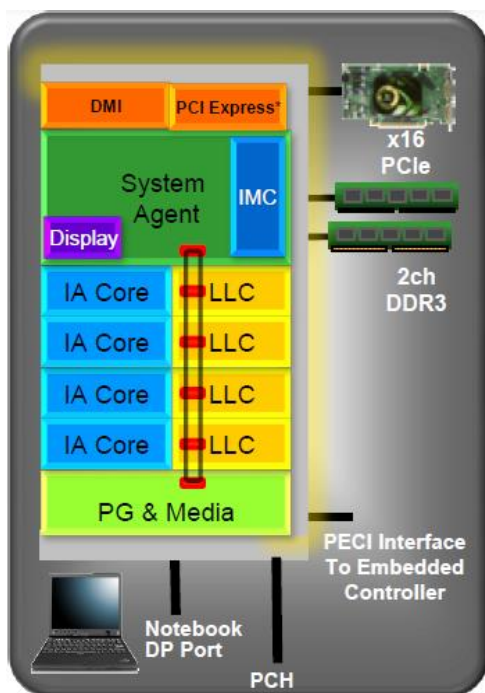 DMI
PCI Express*
x16
PCIe
System
Agent
IMC
Display
2ch
DDR3
IA Core
LLC
IA Core
LLC
IA Core
LLC
IA Core
LLC
PG & Media
PECI Interface
To Embedded
Controller
Notebook
DP Port
PCH